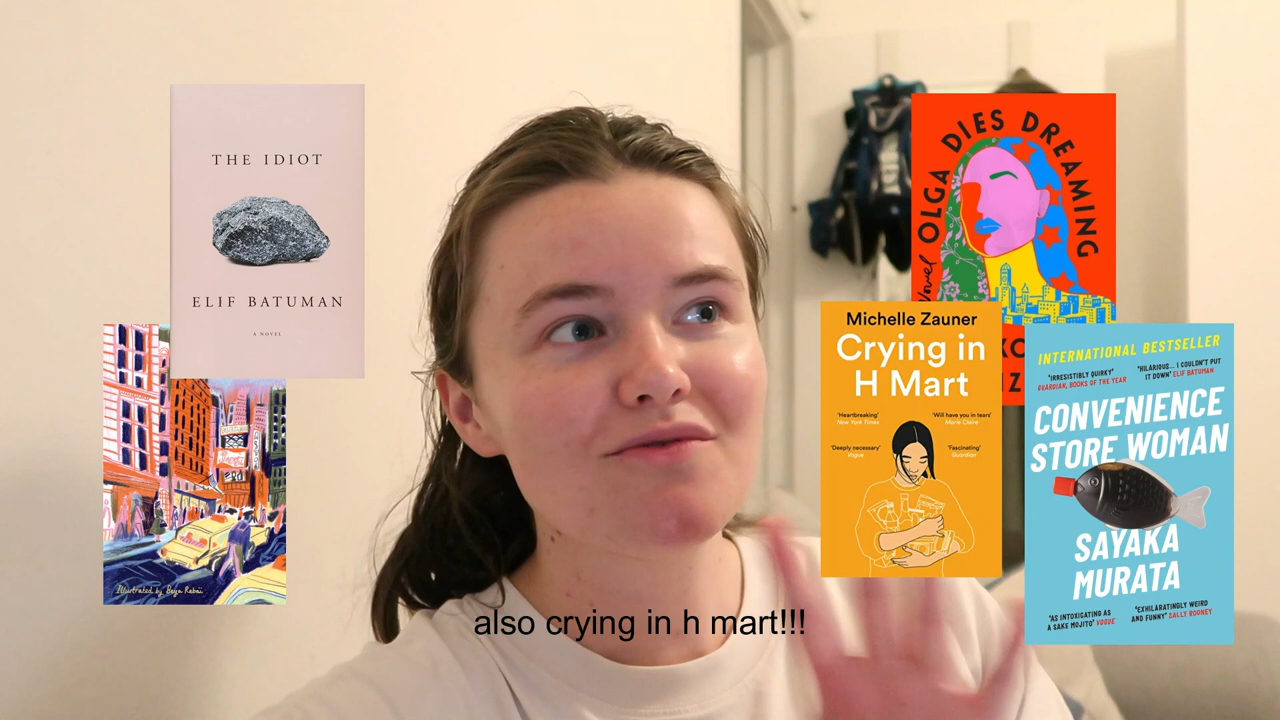 THE IDIOT
ELIF BATUMAN
A NOVEL
Illustrated by
OLGA DIES DREAMING
Novel
Michelle Zauner
Crying in
H Mart
'Heartbreaking'
New York Times
'Will have you in tears'
Marie Claire
'Deeply necessary'
Vogue
'Fascinating'
Guardian
INTERNATIONAL BESTSELLER
'IRRESISTIBLY QUIRKY'
GUARDIAN, BOOKS OF THE YEAR
'HILARIOUS... I COULDN'T PUT
IT DOWN' ELIF BATUMAN
CONVENIENCE
STORE WOMAN
SAYAKA
MURATA
'AS INTOXICATING AS
A SAKE MOJITO' VOGUE
'EXHILARATINGLY WEIRD
AND FUNNY' SALLY ROONEY
also crying in h mart!!!